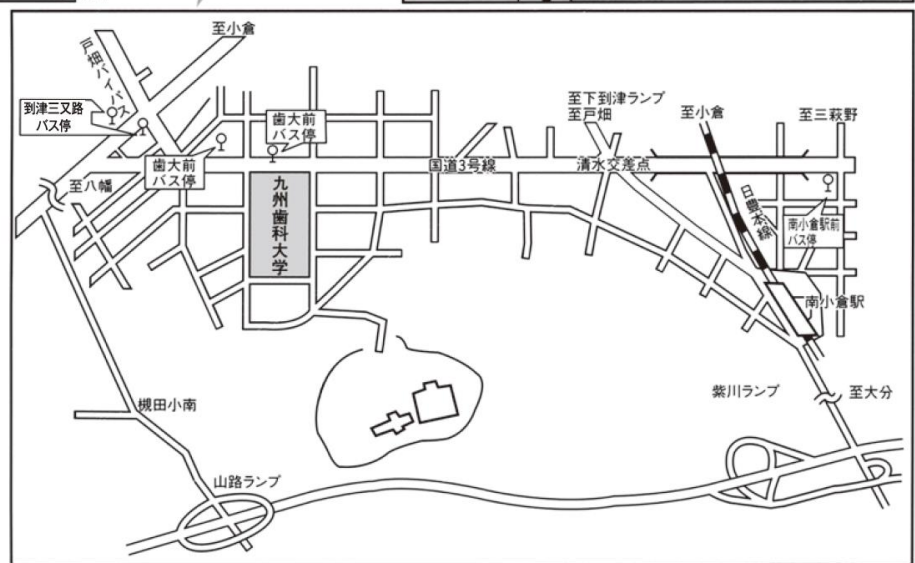 至小倉
戸畑バイパス
到津三叉路
バス停
歯大前
バス停
歯大前
バス停
至八幡
九州歯科大学
国道3号線
至下到津ランプ
至戸畑
清水交差点
至小倉
至三萩野
日豊本線
南小倉駅前
バス停
南小倉駅
槻田小南
山路ランプ
紫川ランプ
至大分